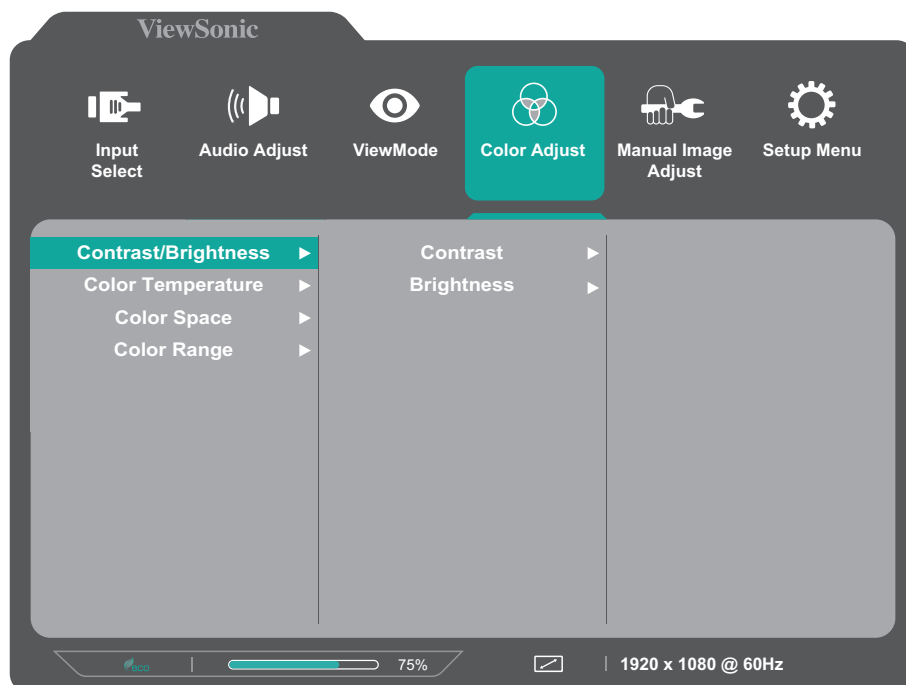 ViewSonic
Input
Select
Audio Adjust
ViewMode
Color Adjust
Manual Image
Adjust
Setup Menu
Contrast/Brightness
Color Temperature
Color Space
Color Range
Contrast
Brightness
ECO
75%
1920 x 1080 @ 60Hz